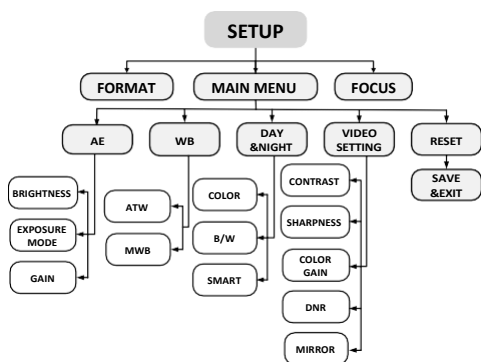 SETUP
FORMAT
MAIN MENU
FOCUS
AE
WB
DAY
&NIGHT
VIDEO
SETTING
RESET
BRIGHTNESS
EXPOSURE
MODE
GAIN
ATW
MWB
COLOR
B/W
SMART
CONTRAST
SHARPNESS
COLOR
GAIN
DNR
MIRROR
SAVE
&EXIT